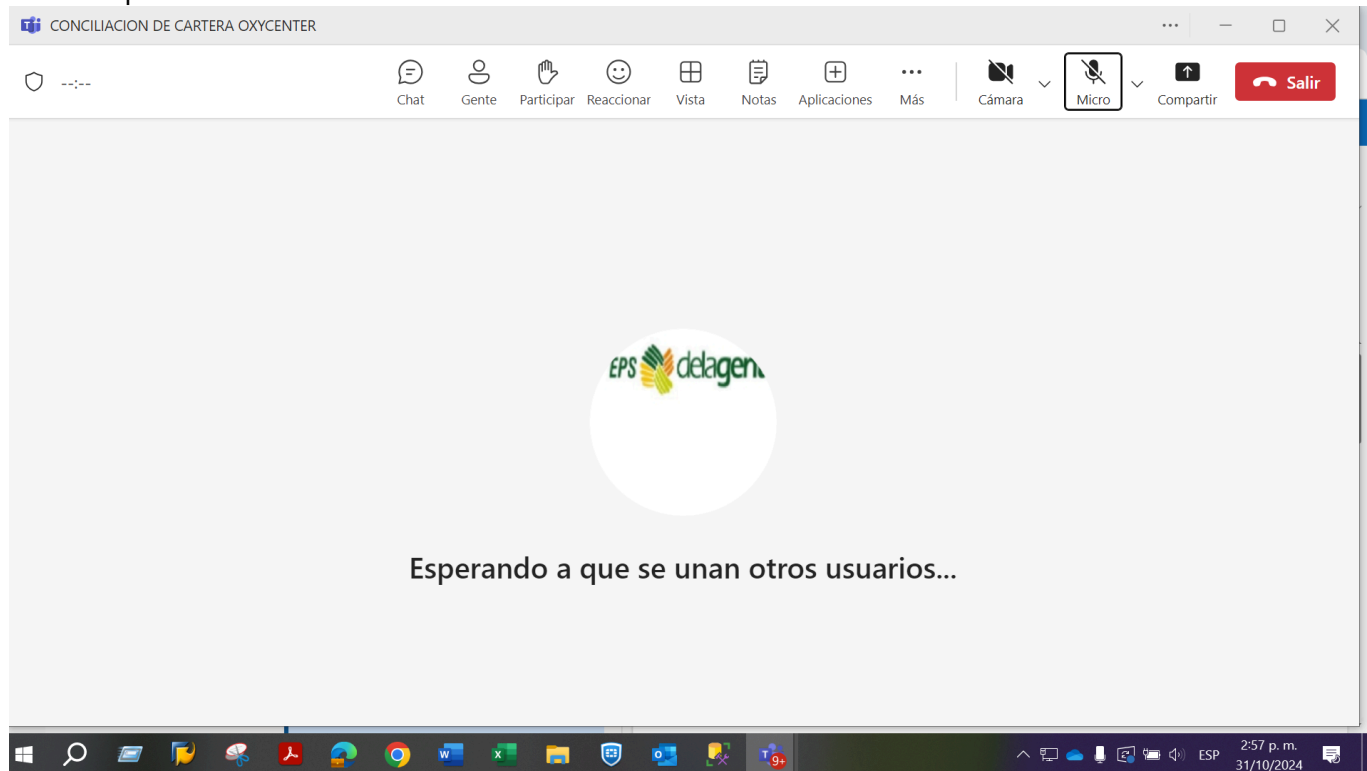 CONCILIACION DE CARTERA OXYCENTER
--:--
Chat Gente Participar Reaccionar Vista Notas Aplicaciones Más Cámara Micro Compartir Salir
EPS delagen
Esperando a que se unan otros usuarios...
9+
ESP
2:57 p. m.
31/10/2024